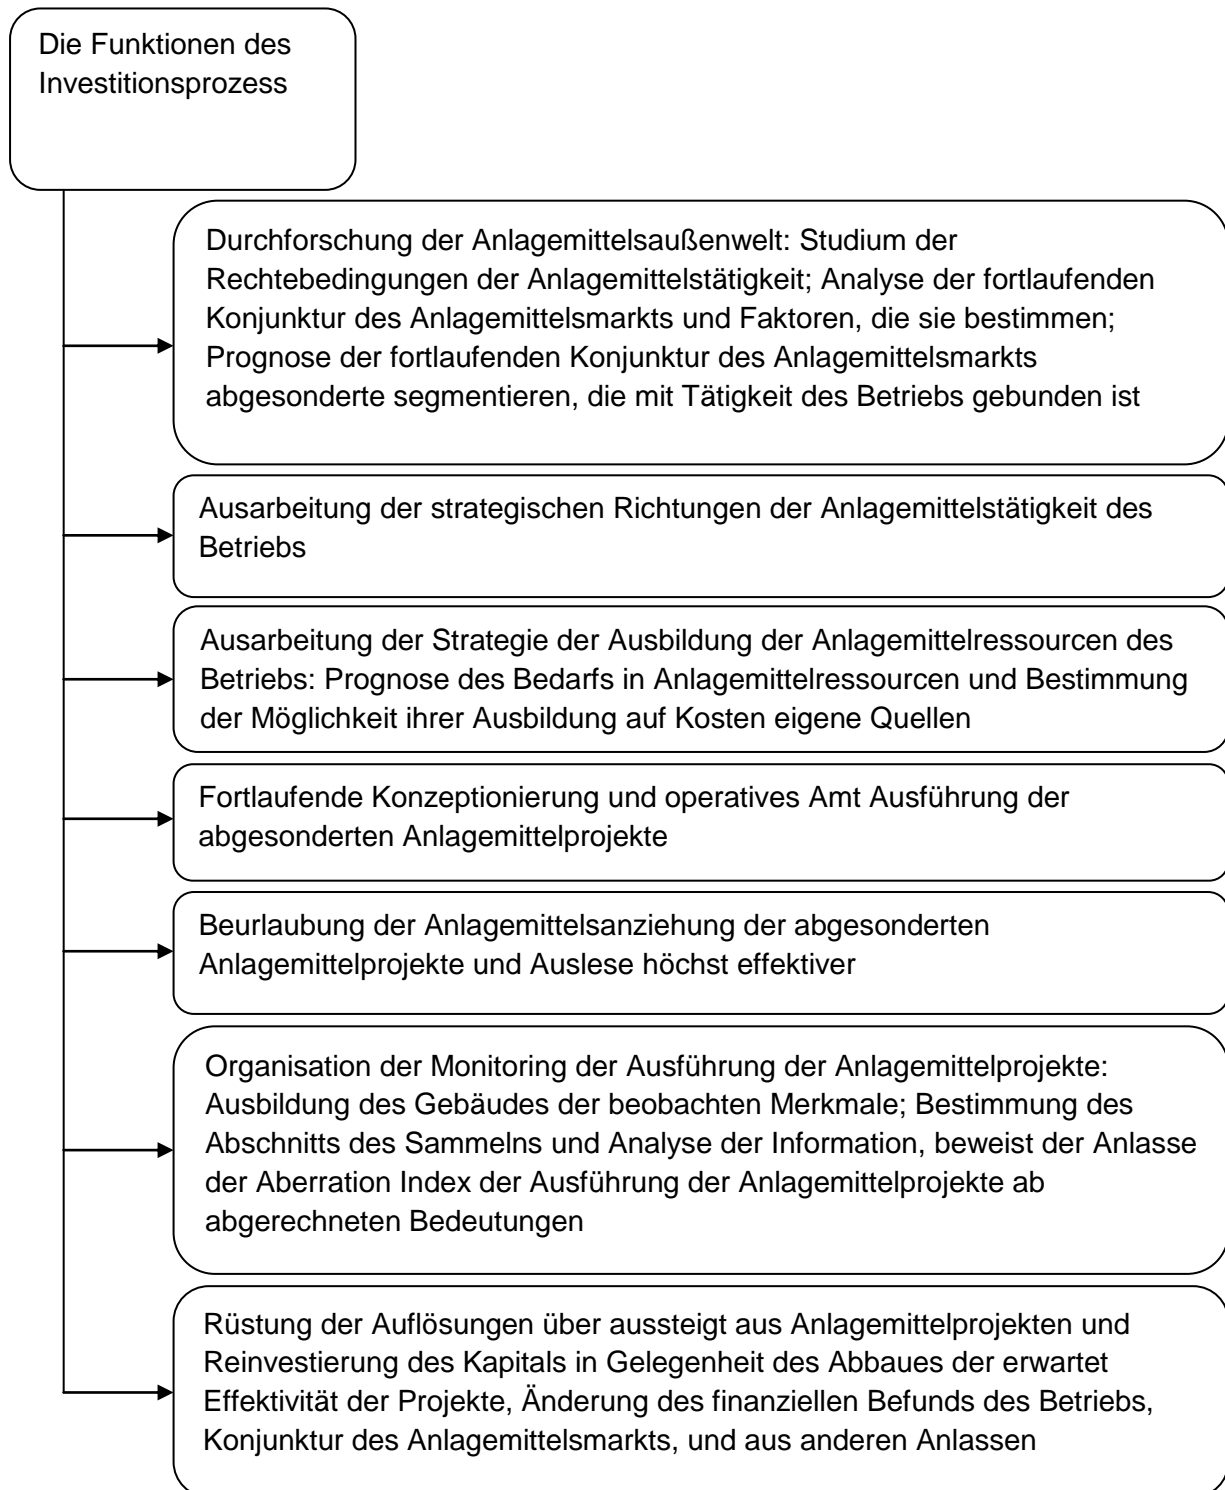 Die Funktionen des
Investitionsprozess
Durchforschung der Anlagemittelsaußenwelt: Studium der
Rechtebedingungen der Anlagemittelstätigkeit; Analyse der fortlaufenden
Konjunktur des Anlagemittelsmarkts und Faktoren, die sie bestimmen;
Prognose der fortlaufenden Konjunktur des Anlagemittelsmarkts
abgesonderte segmentieren, die mit Tätigkeit des Betriebs gebunden ist
Ausarbeitung der strategischen Richtungen der Anlagemittelstätigkeit des
Betriebs
Ausarbeitung der Strategie der Ausbildung der Anlagemittelressourcen des
Betriebs: Prognose des Bedarfs in Anlagemittelressourcen und Bestimmung
der Möglichkeit ihrer Ausbildung auf Kosten eigene Quellen
Fortlaufende Konzeptionierung und operatives Amt Ausführung der
abgesonderten Anlagemittelprojekte
Beurlaubung der Anlagemittelsanziehung der abgesonderten
Anlagemittelprojekte und Auslese höchst effektiver
Organisation der Monitoring der Ausführung der Anlagemittelprojekte:
Ausbildung des Gebäudes der beobachten Merkmale; Bestimmung des
Abschnitts des Sammelns und Analyse der Information, beweist der Anlasse
der Aberration Index der Ausführung der Anlagemittelprojekte ab
abgerechneten Bedeutungen
Rüstung der Auflösungen über aussteigt aus Anlagemittelprojekten und
Reinvestierung des Kapitals in Gelegenheit des Abbaues der erwartet
Effektivität der Projekte, Änderung des finanziellen Befunds des Betriebs,
Konjunktur des Anlagemittelsmarkts, und aus anderen Anlassen